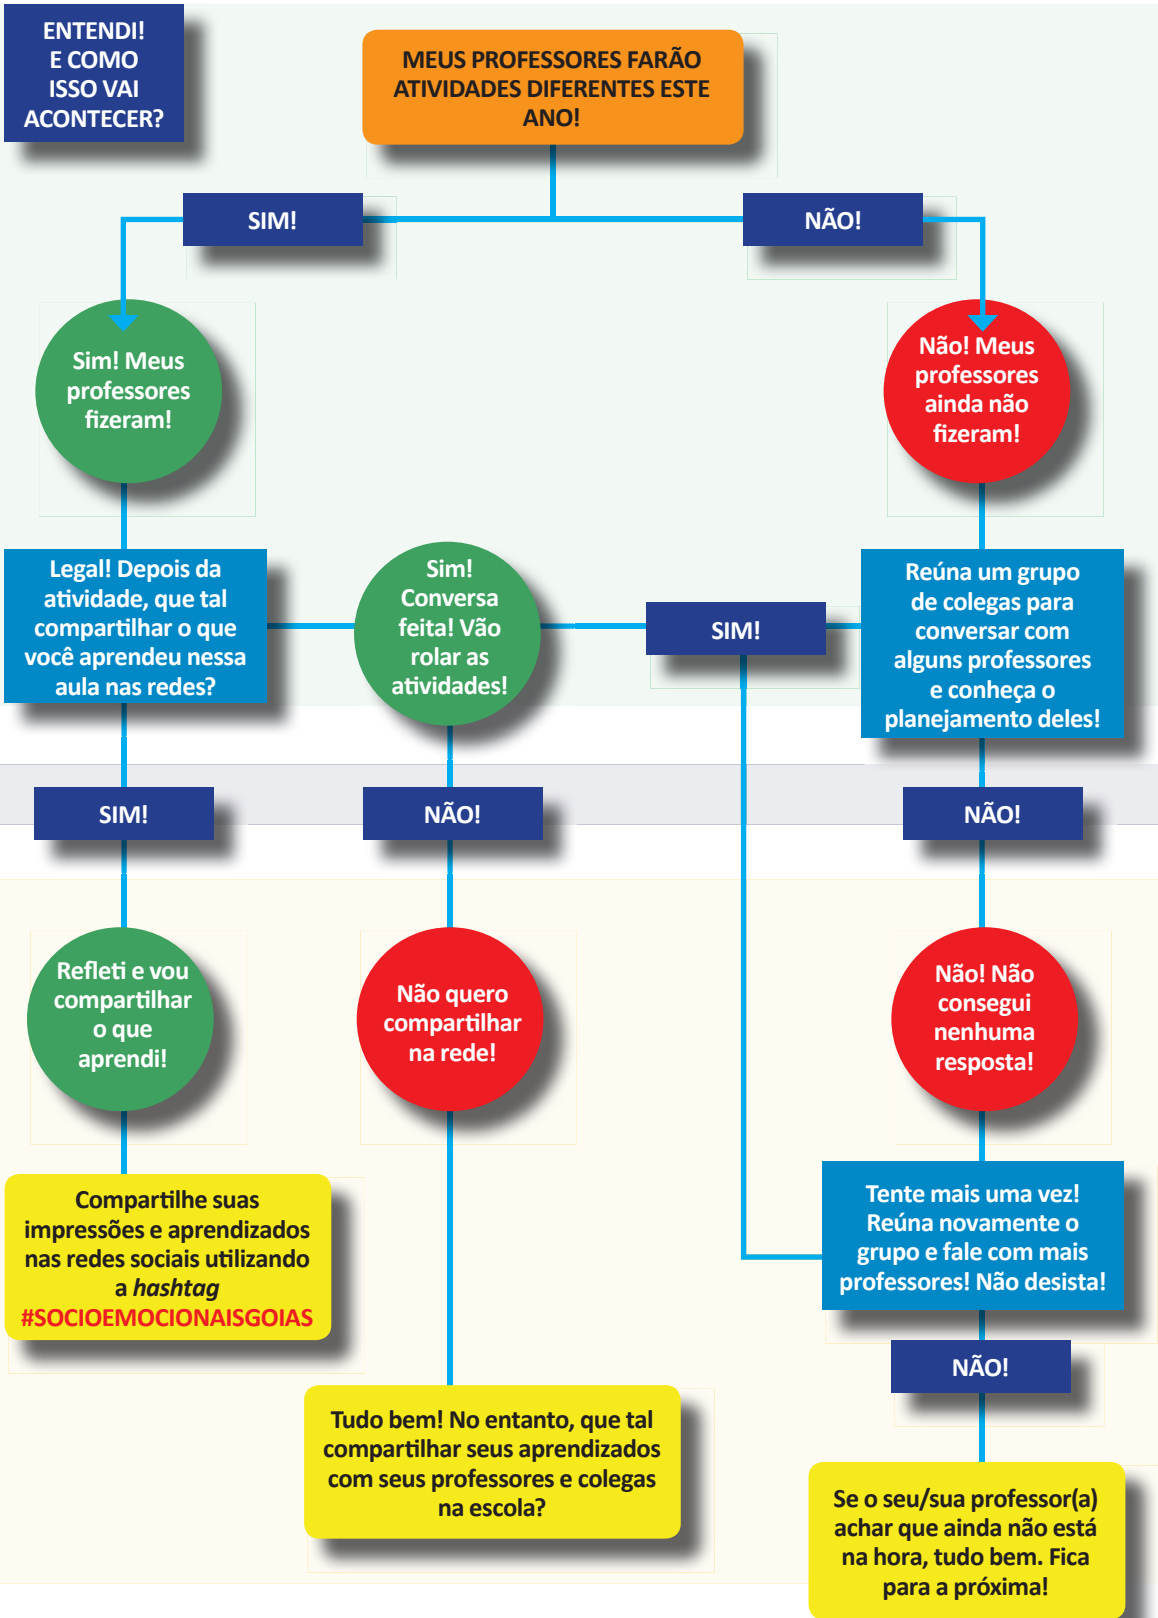 ENTENDI!
E COMO
ISSO VAI
ACONTECER?
MEUS PROFESSORES FARÃO
ATIVIDADES DIFERENTES ESTE
ANO!
SIM!
NÃO!
Sim! Meus
professores
fizeram!
Não! Meus
professores
ainda não
fizeram!
Legal! Depois da
atividade, que tal
compartilhar o que
você aprendeu nessa
aula nas redes?
Sim!
Conversa
feita! Vão
rolar as
atividades!
SIM!
Reúna um grupo
de colegas para
conversar com
alguns professores
e conheça o
planejamento deles!
SIM!
NÃO!
NÃO!
Refleti e vou
compartilhar
o que
aprendi!
Não quero
compartilhar
na rede!
Não! Não
consegui
nenhuma
resposta!
Compartilhe suas
impressões e aprendizados
nas redes sociais utilizando
a hashtag
#SOCIOEMOCIONAISGOIAS
Tente mais uma vez!
Reúna novamente o
grupo e fale com mais
professores! Não desista!
NÃO!
Tudo bem! No entanto, que tal
compartilhar seus aprendizados
com seus professores e colegas
na escola?
Se o seu/sua professor(a)
achar que ainda não está
na hora, tudo bem. Fica
para a próxima!